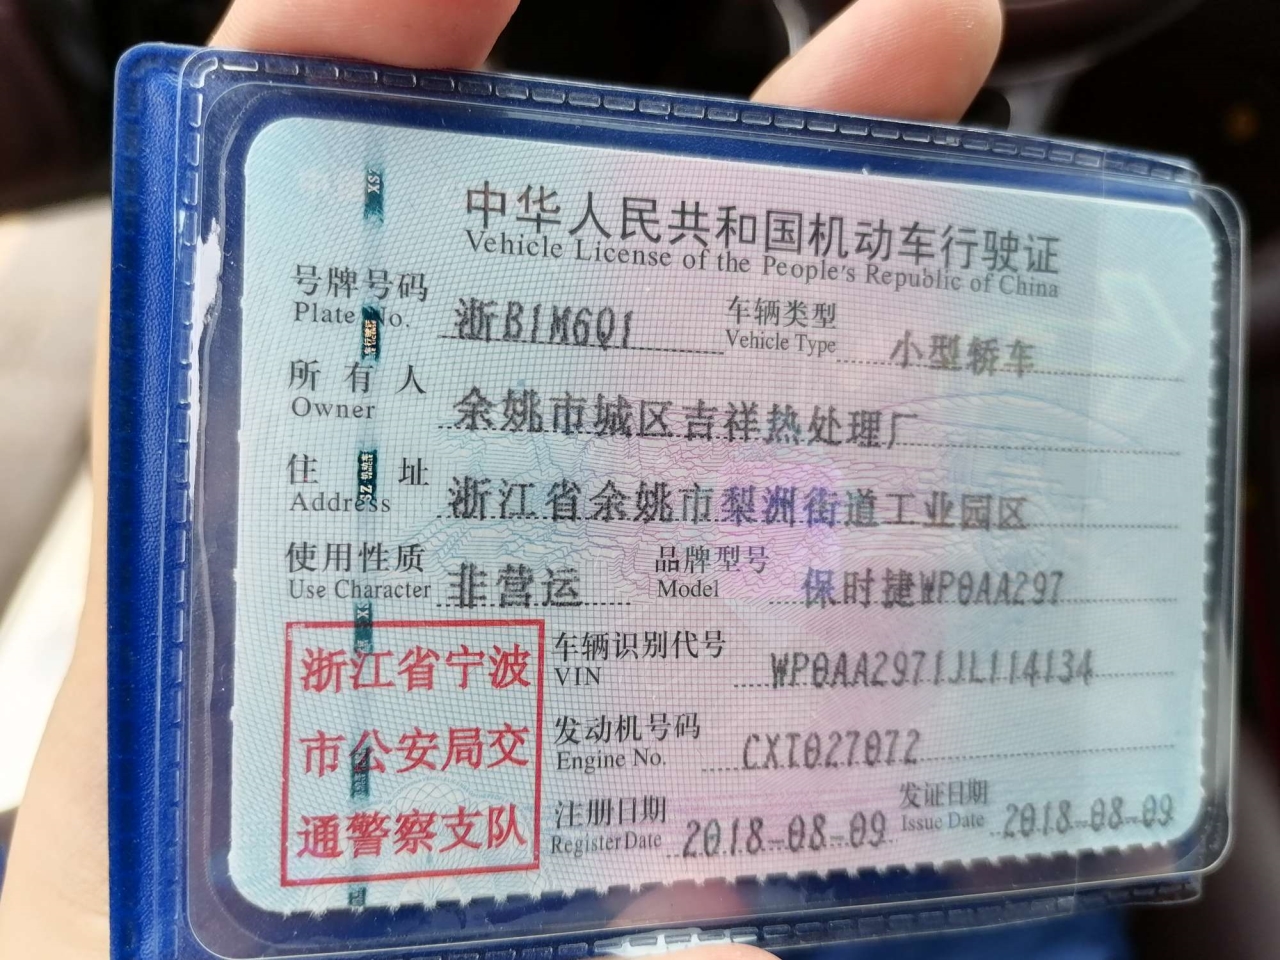 中华人民共和国机动车行驶证
Vehicle License of the People's Republic of China
号牌号码 浙B1M6Q1 车辆类型 小型轿车
Plate No. Vehicle Type
所有人 余姚市城区吉祥热处理厂
Owner
住址 浙江省余姚市梨洲街道工业园区
Address
使用性质 非营运 品牌型号 保时捷WP0AA297
Use Character Model
浙江省宁波
市公安局交
通警察支队
车辆识别代号 WP0AA2971JL114134
VIN
发动机号码 CXT027072
Engine No.
注册日期 2018-08-09 发证日期 2018-08-09
Register Date Issue Date